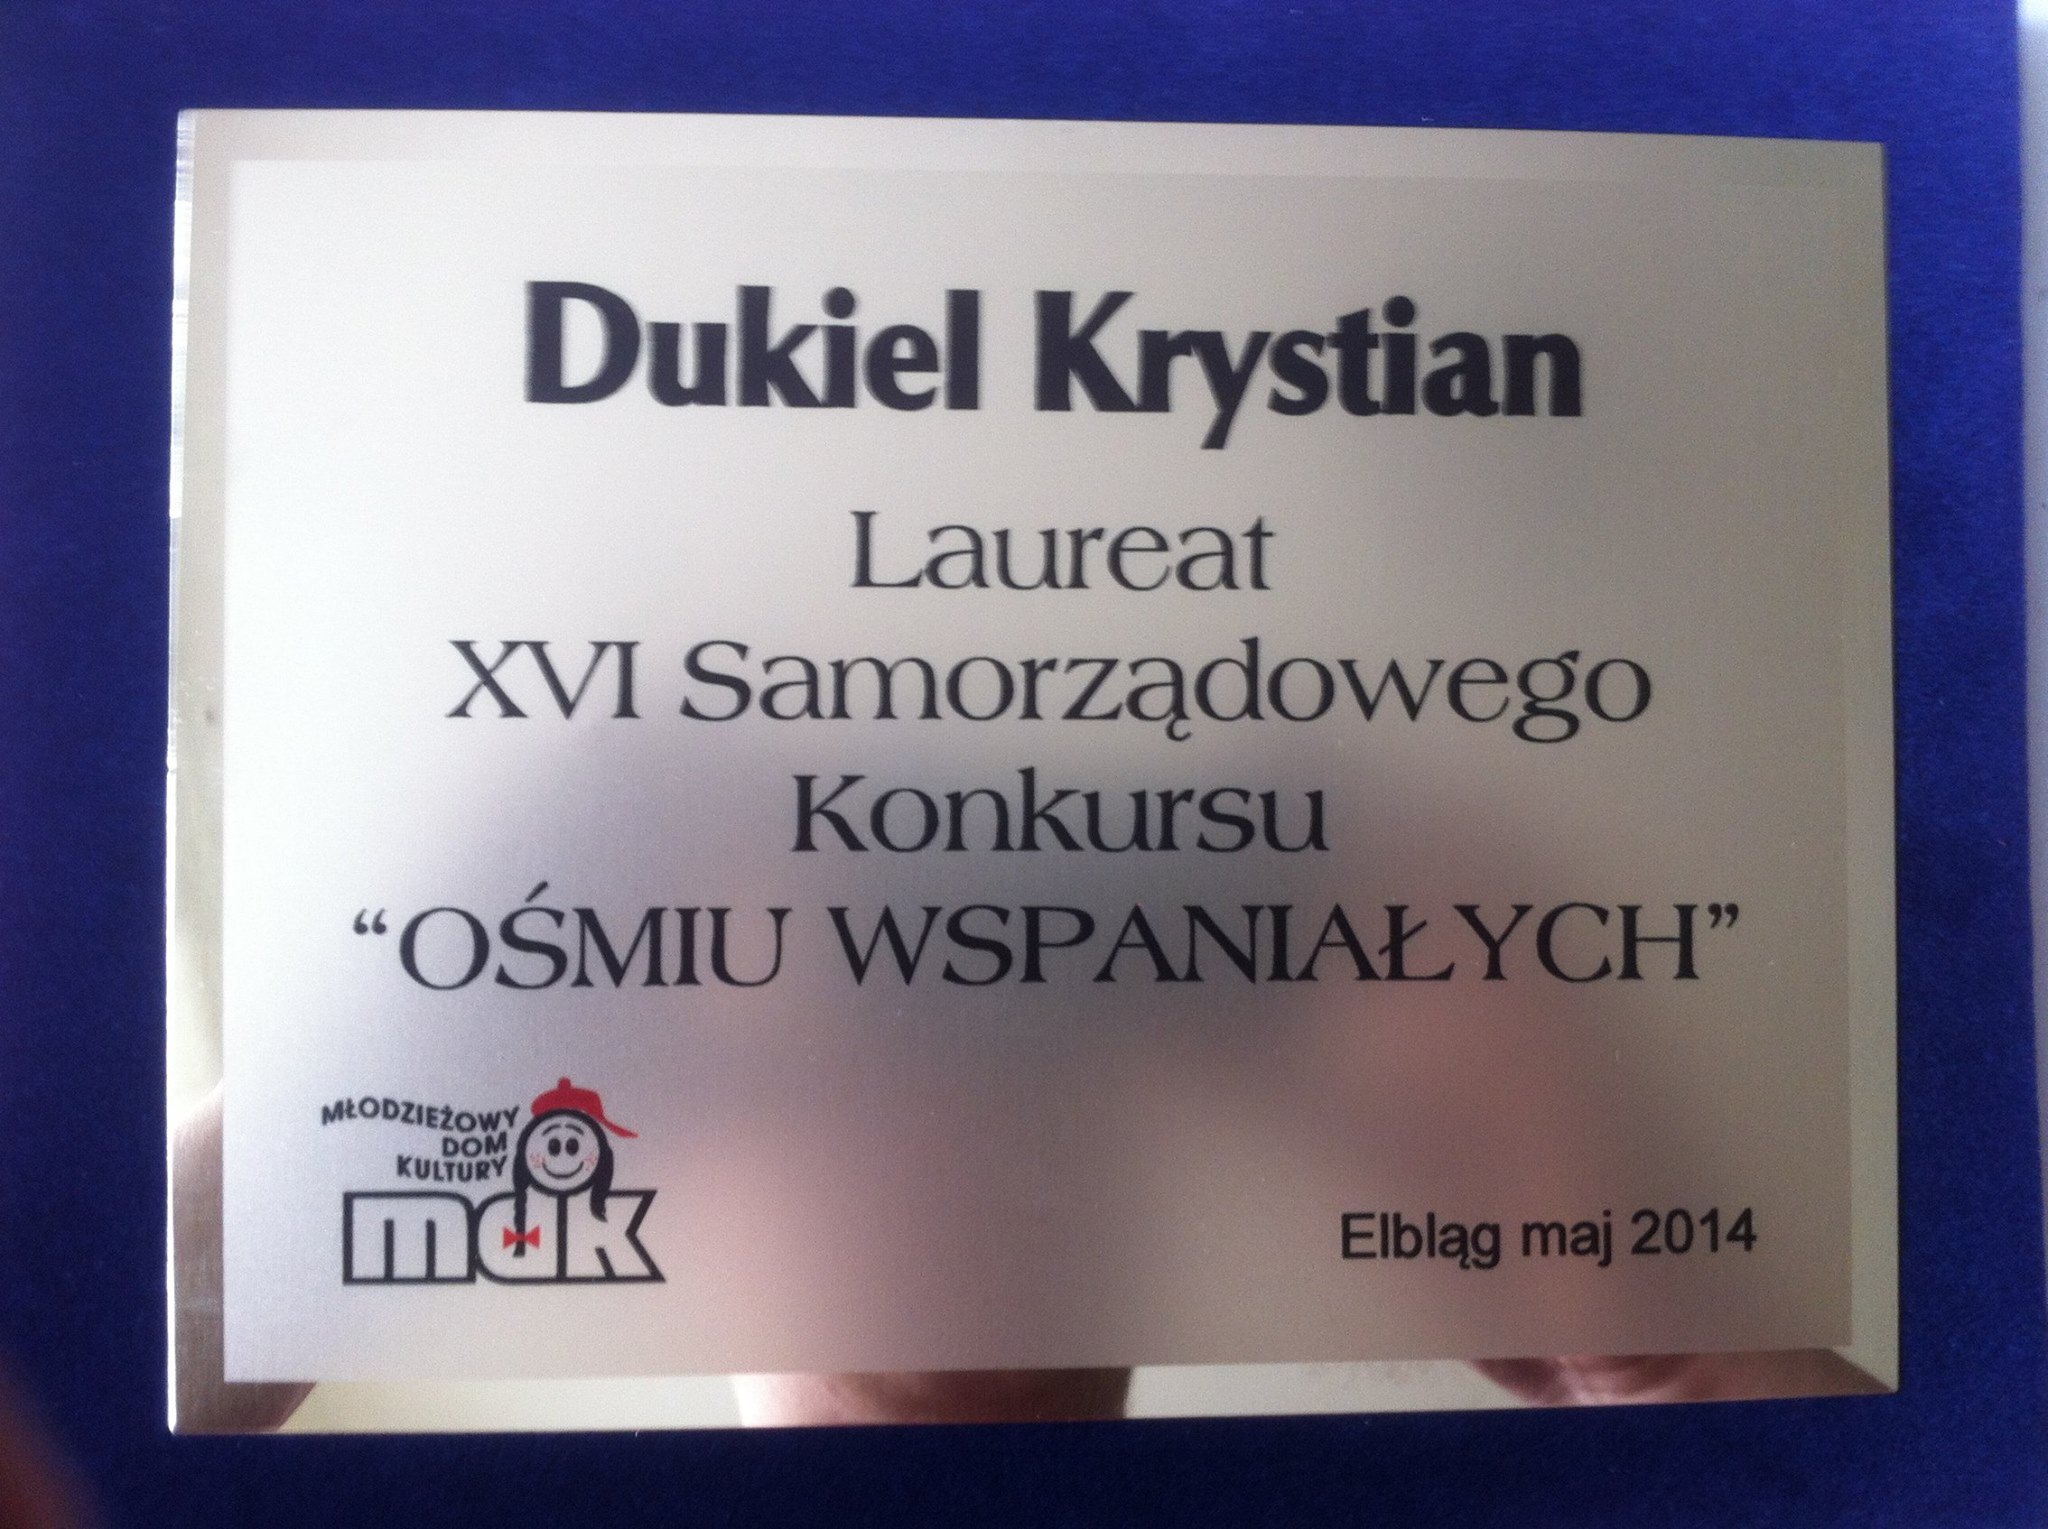 Dukiel Krystian
Laureat
XVI Samorządowego
Konkursu
“OŚMIU WSPANIAŁYCH”
MŁODZIEŻOWY
DOM
KULTURY
mdk
Elbląg maj 2014